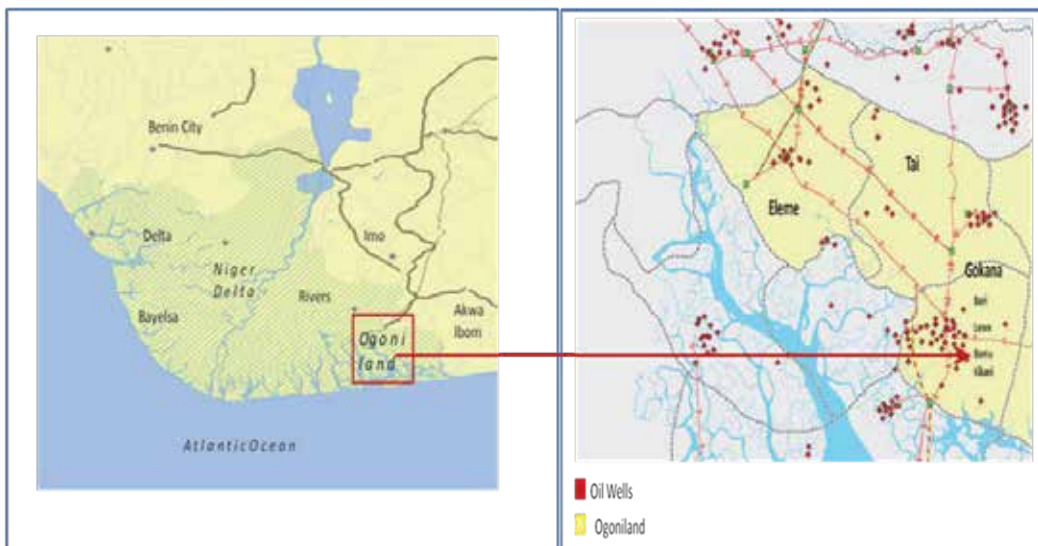 Benin City
Delta
Niger
Delta
Imo
Bayelsa
Rivers
Akwa
Ibom
Ogoni
land
AtlanticOcean
Tai
Eleme
Gokana
Oil Wells
Ogoniland